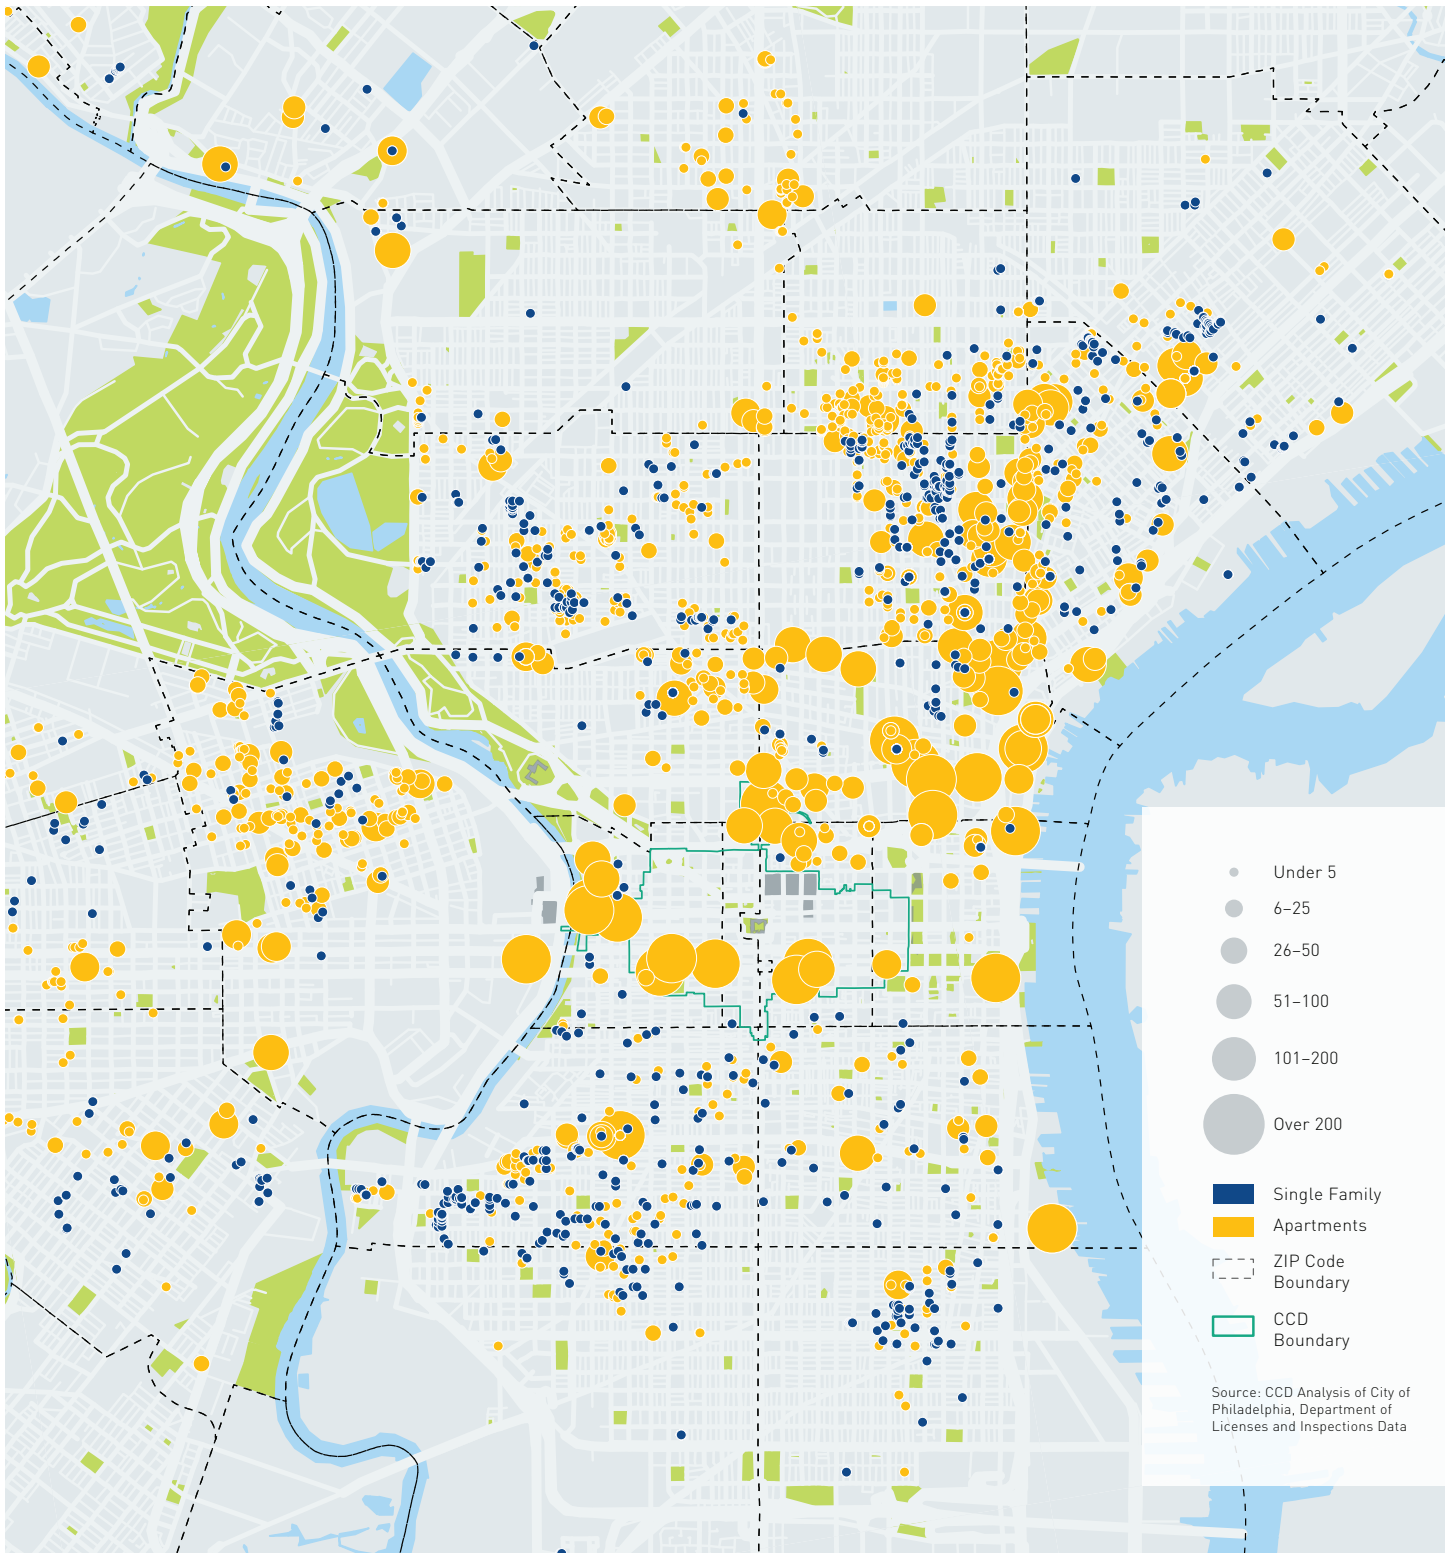 Under 5
6–25
26–50
51–100
101–200
Over 200
Single Family
Apartments
ZIP Code
Boundary
CCD
Boundary
Source: CCD Analysis of City of
Philadelphia, Department of
Licenses and Inspections Data